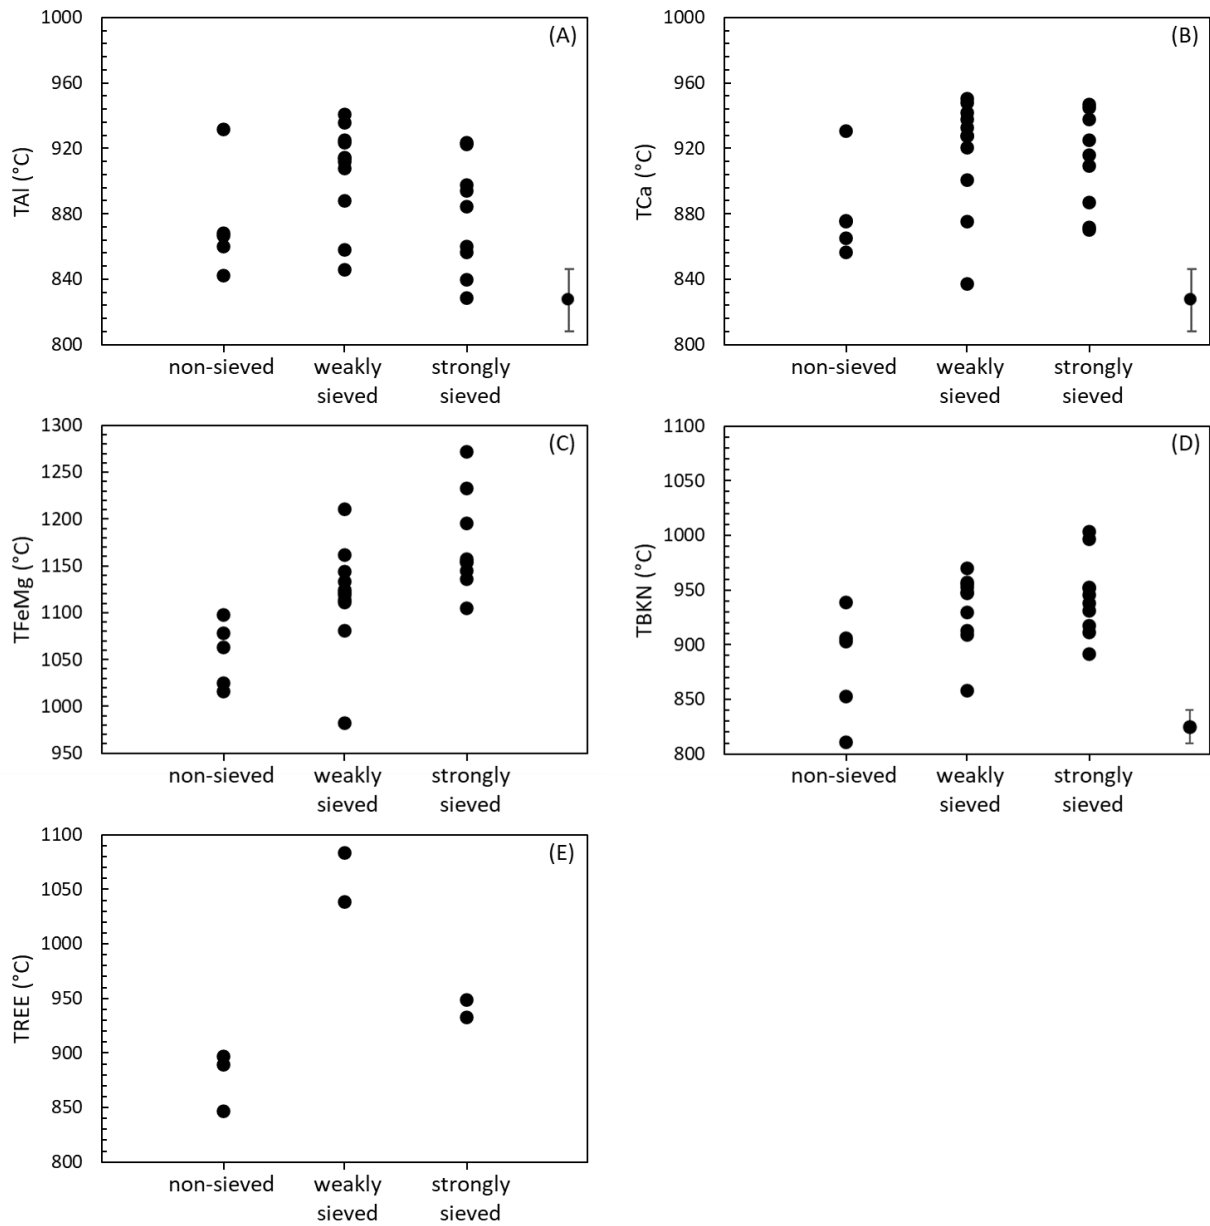 1000
960
920
880
840
800
TAl (°C)
(A)
non-sieved
weakly
sieved
strongly
sieved
1000
960
920
880
840
800
TCa (°C)
(B)
non-sieved
weakly
sieved
strongly
sieved
1300
1250
1200
1150
1100
1050
1000
950
TFeMg (°C)
(C)
non-sieved
weakly
sieved
strongly
sieved
1100
1050
1000
950
900
850
800
TBKN (°C)
(D)
non-sieved
weakly
sieved
strongly
sieved
1100
1050
1000
950
900
850
800
TREE (°C)
(E)
non-sieved
weakly
sieved
strongly
sieved